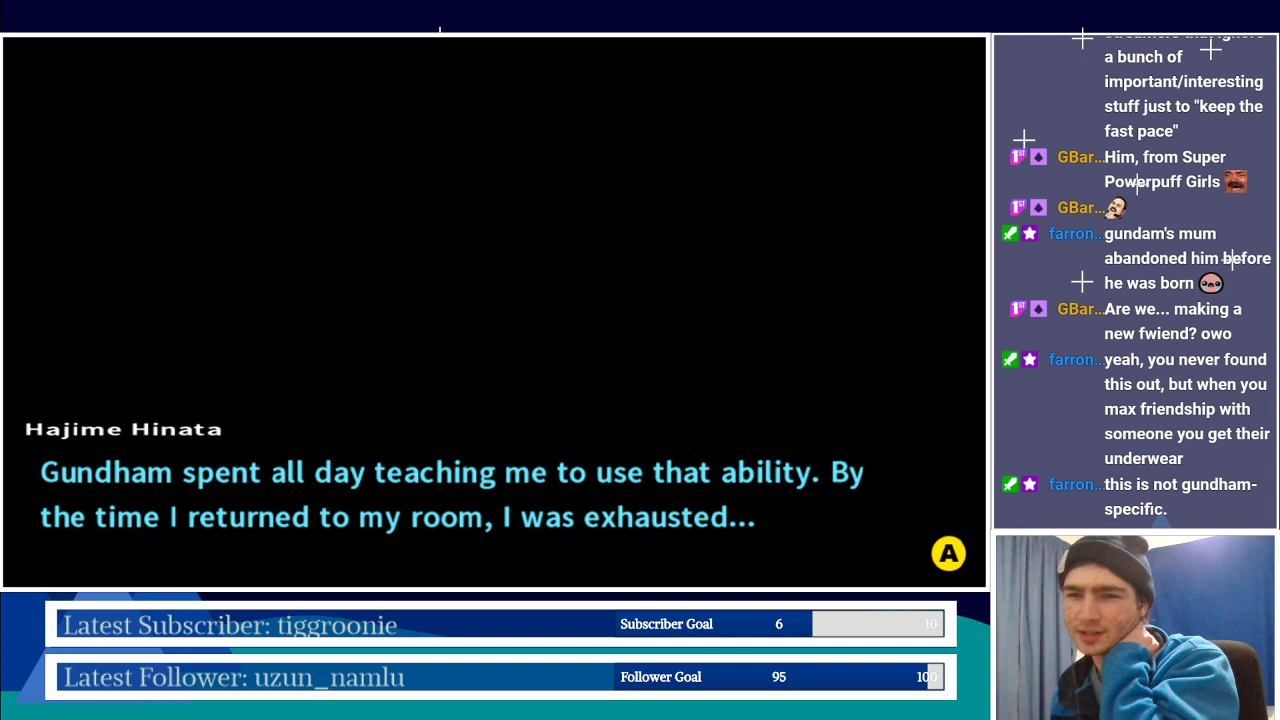 a bunch of
important/interesting
stuff just to "keep the
fast pace"
GBar... Him, from Super
Powerpuff Girls
GBar...
farron... gundam's mum
abandoned him before
he was born
GBar... Are we... making a
new fwiend? owo
farron... yeah, you never found
this out, but when you
max friendship with
someone you get their
underwear
farron... this is not gundham-
specific.
Hajime Hinata
Gundham spent all day teaching me to use that ability. By
the time I returned to my room, I was exhausted...
A
Latest Subscriber: tiggroonie
Subscriber Goal 6 10
Latest Follower: uzun_namlu
Follower Goal 95 100